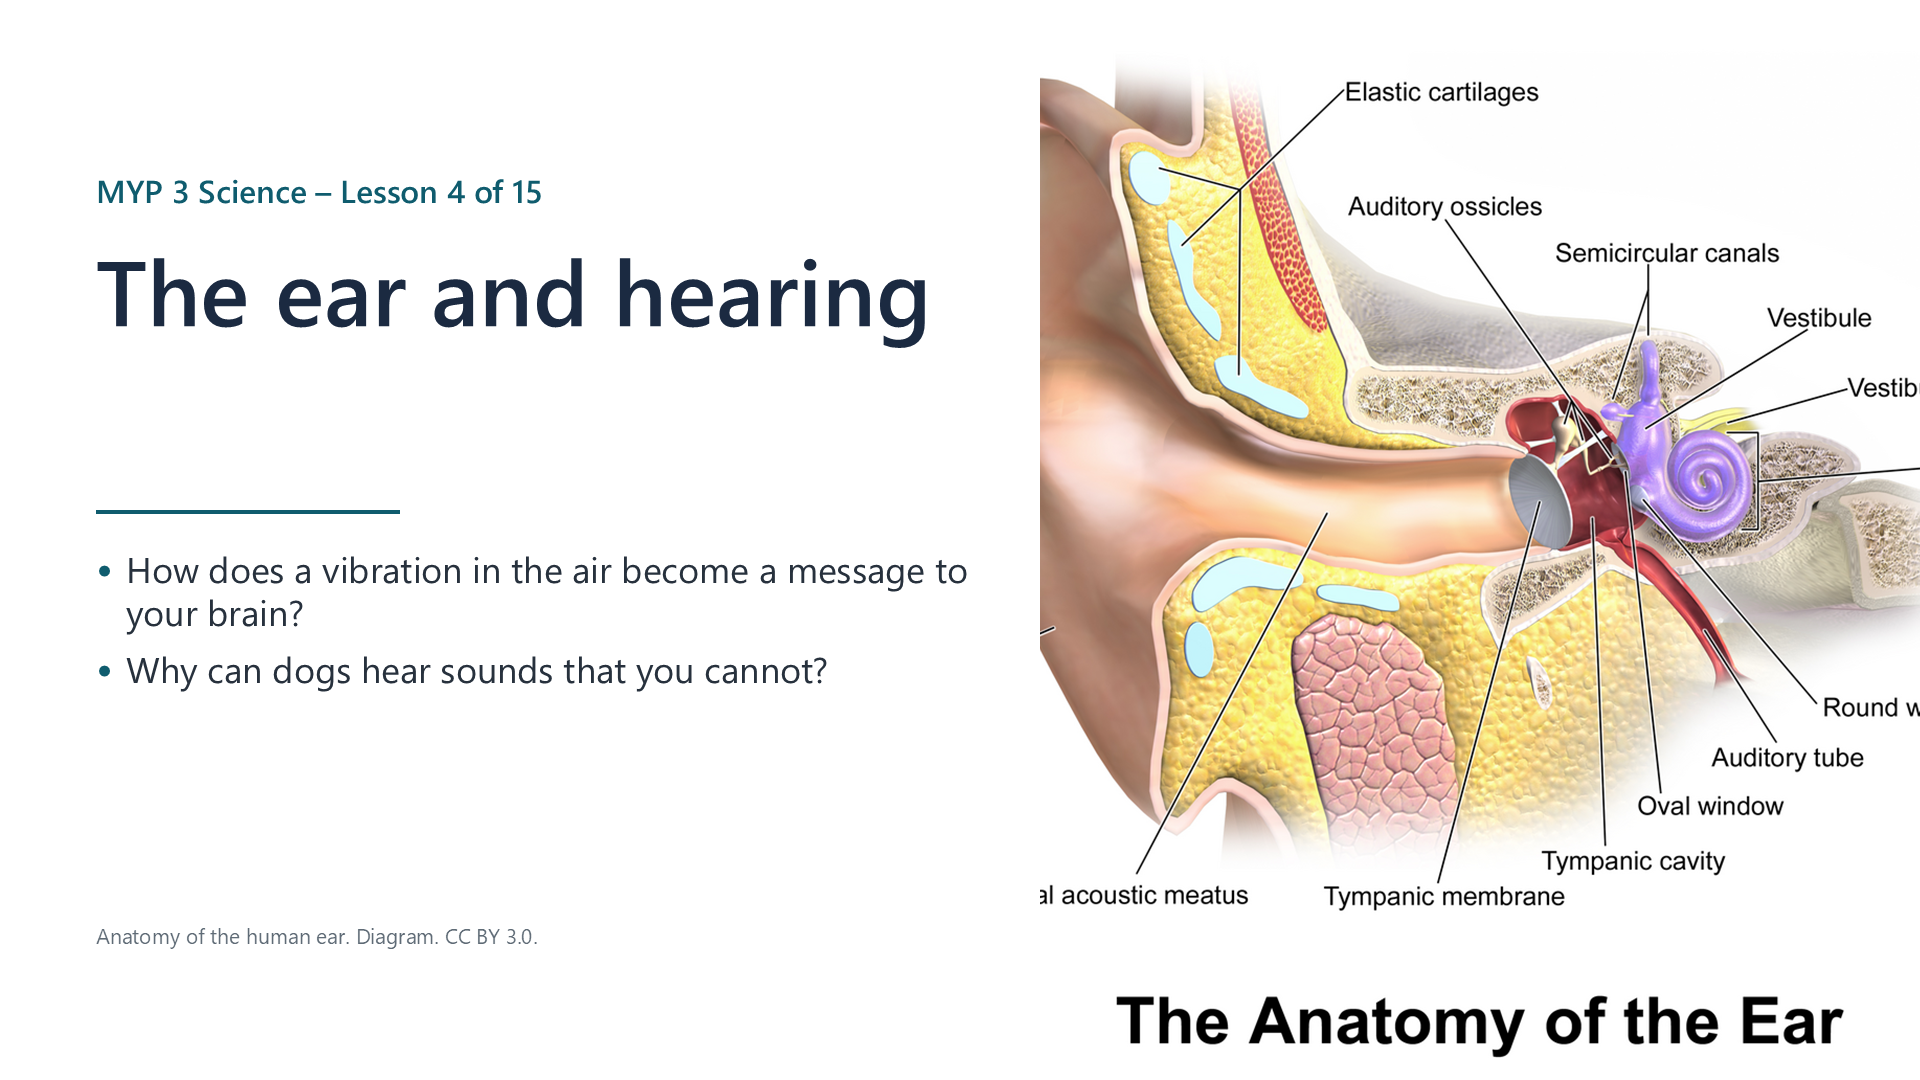 MYP 3 Science – Lesson 4 of 15
The ear and hearing
• How does a vibration in the air become a message to
your brain?
• Why can dogs hear sounds that you cannot?
Anatomy of the human ear. Diagram. CC BY 3.0.
Elastic cartilages
Auditory ossicles
Semicircular canals
Vestibule
Vestib
Round w
Auditory tube
Oval window
Tympanic cavity
al acoustic meatus
Tympanic membrane
The Anatomy of the Ear